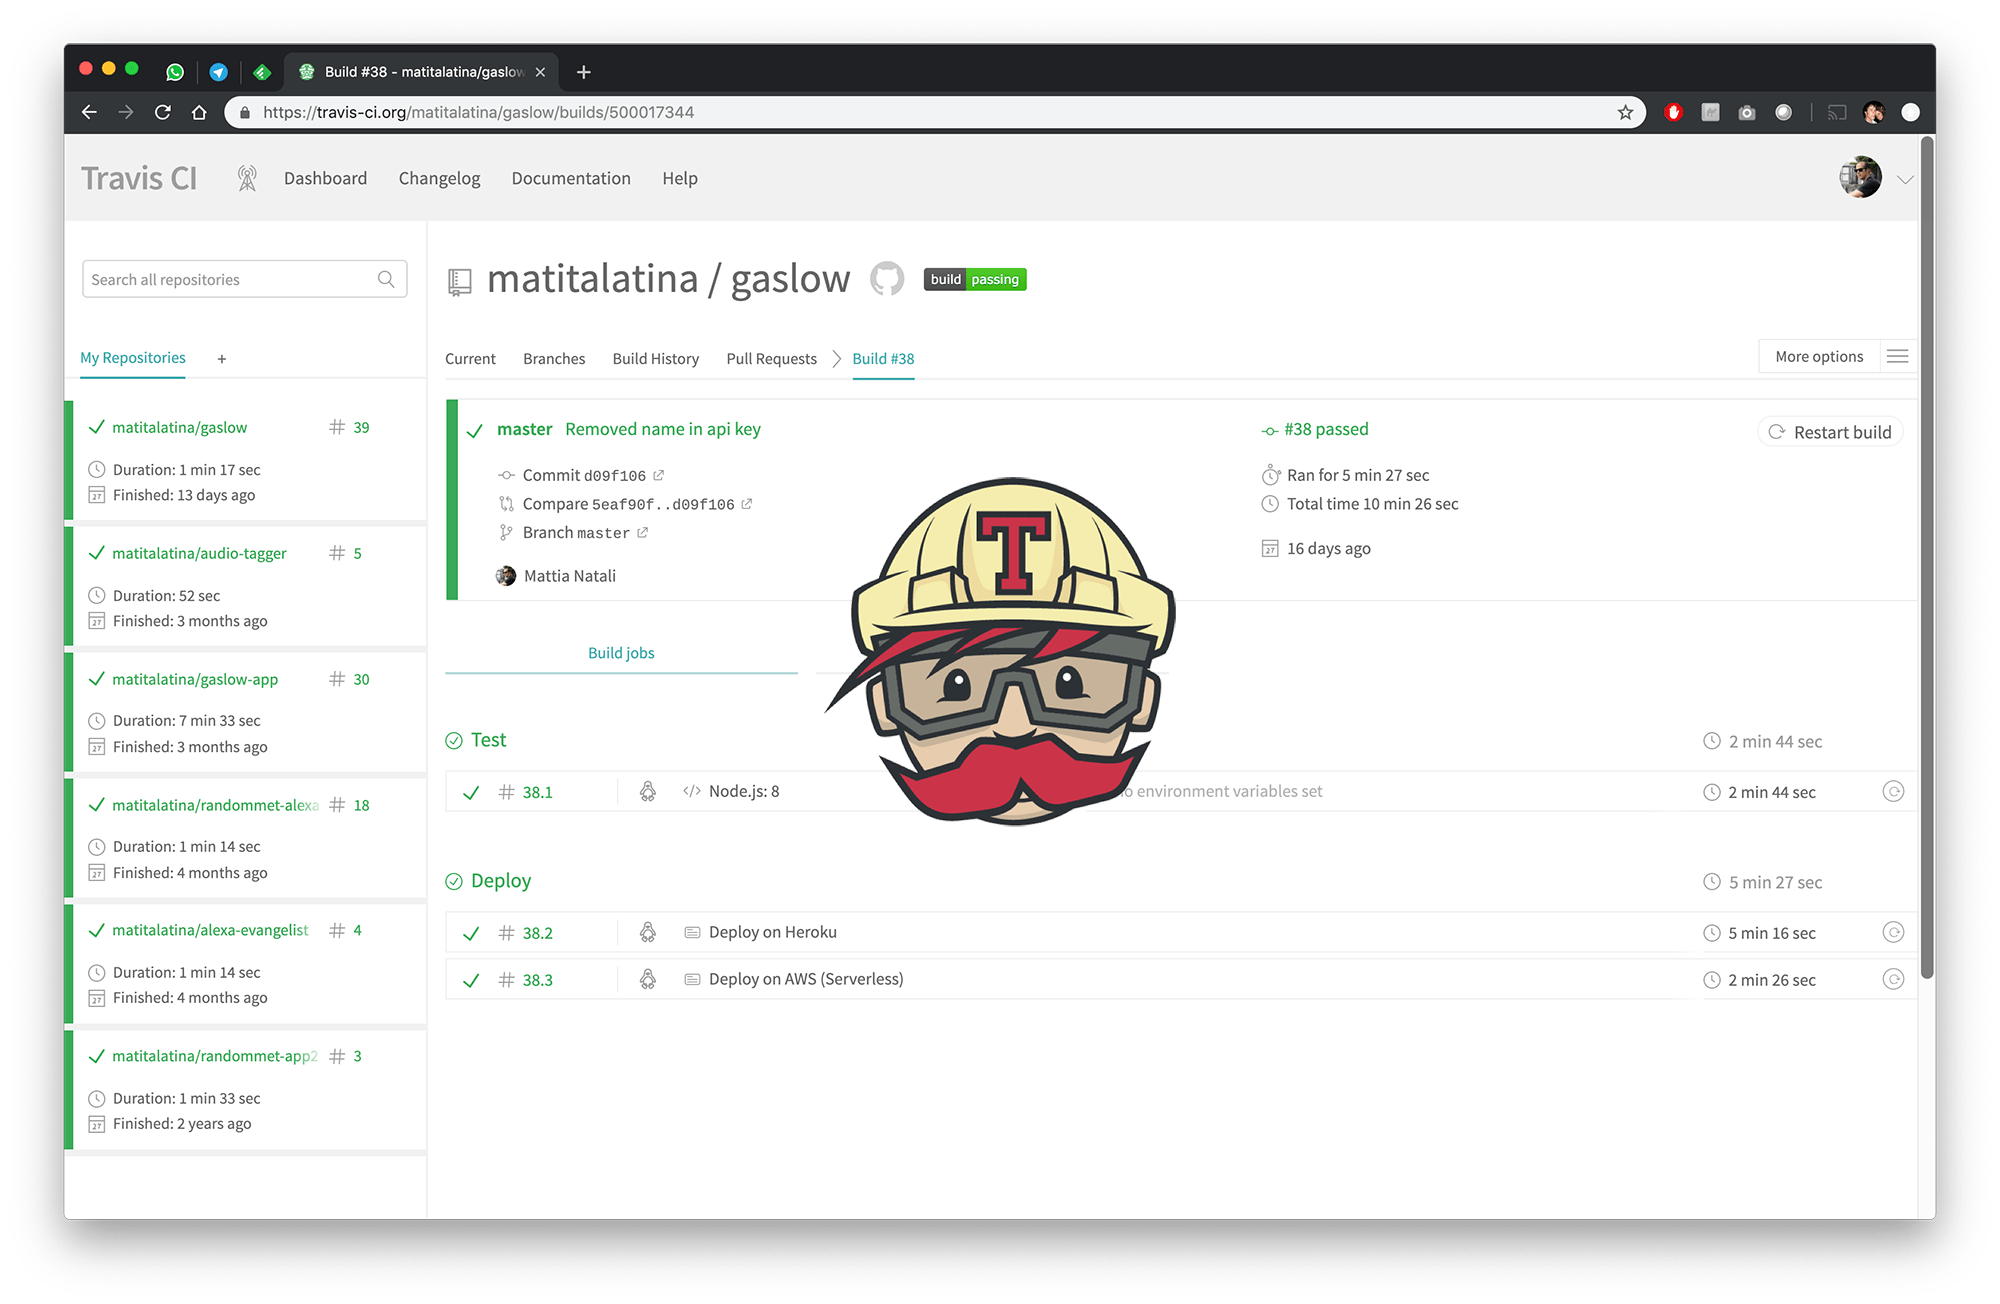 Build #38 - matitalatina/gaslow
https://travis-ci.org/matitalatina/gaslow/builds/500017344
Travis CI
Dashboard
Changelog
Documentation
Help
Search all repositories
My Repositories
+
matitalatina/gaslow # 39
Duration: 1 min 17 sec
27 Finished: 13 days ago
matitalatina/audio-tagger # 5
Duration: 52 sec
27 Finished: 3 months ago
matitalatina/gaslow-app # 30
Duration: 7 min 33 sec
27 Finished: 3 months ago
matitalatina/randommet-alexa # 18
Duration: 1 min 14 sec
27 Finished: 4 months ago
matitalatina/alexa-evangelist # 4
Duration: 1 min 14 sec
27 Finished: 4 months ago
matitalatina/randommet-app2 # 3
Duration: 1 min 33 sec
27 Finished: 2 years ago
matitalatina / gaslow build passing
Current
Branches
Build History
Pull Requests
Build #38
More options
master Removed name in api key
Commit d09f106
Compare 5eaf90f..d09f106
Branch master
Mattia Natali
#38 passed
Ran for 5 min 27 sec
Total time 10 min 26 sec
27 16 days ago
Restart build
T
Build jobs
Test 2 min 44 sec
# 38.1 </> Node.js: 8 environment variables set 2 min 44 sec
Deploy 5 min 27 sec
# 38.2 Deploy on Heroku 5 min 16 sec
# 38.3 Deploy on AWS (Serverless) 2 min 26 sec